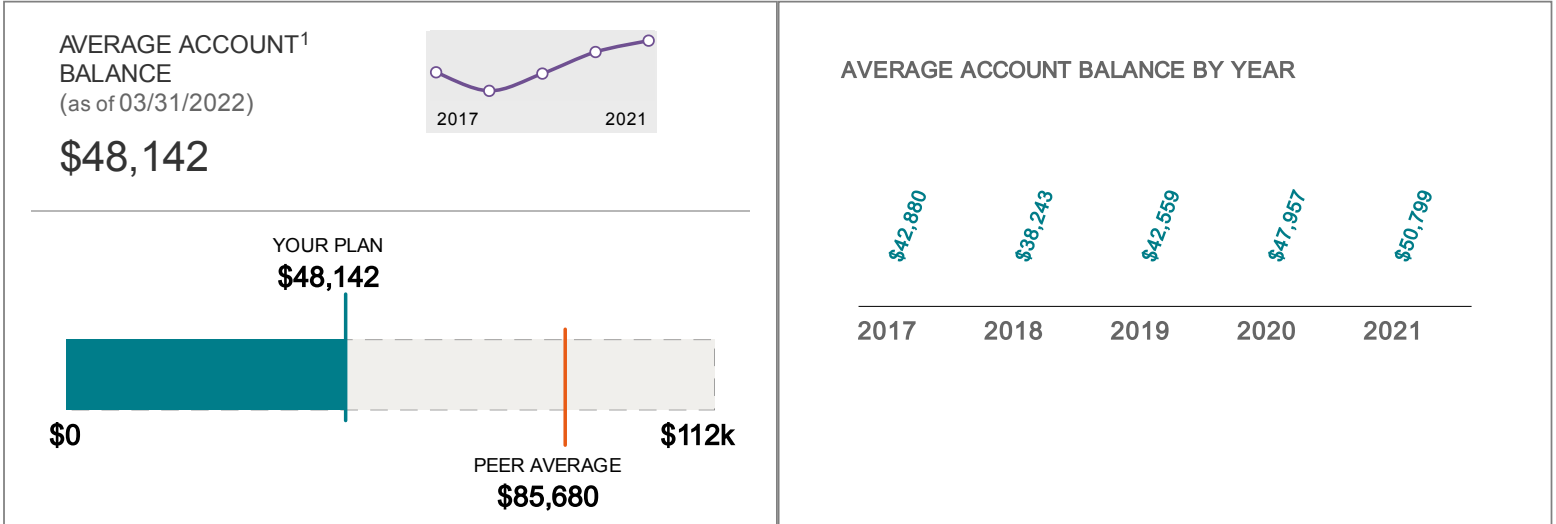 AVERAGE ACCOUNT¹
BALANCE
(as of 03/31/2022)
$48,142
2017 2021
YOUR PLAN
$48,142
$0 $112k
PEER AVERAGE
$85,680
AVERAGE ACCOUNT BALANCE BY YEAR
$42,880 $38,243 $42,559 $47,957 $50,799
2017 2018 2019 2020 2021